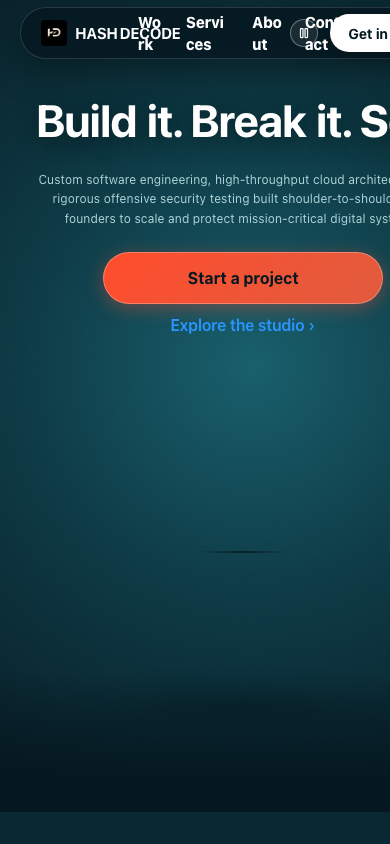 HASH DECODE
Wo
rk
Servi
ces
Abo
ut
Cont
act
Get in
Build it. Break it. S
Custom software engineering, high-throughput cloud archite
rigorous offensive security testing built shoulder-to-should
founders to scale and protect mission-critical digital syst
Start a project
Explore the studio ›